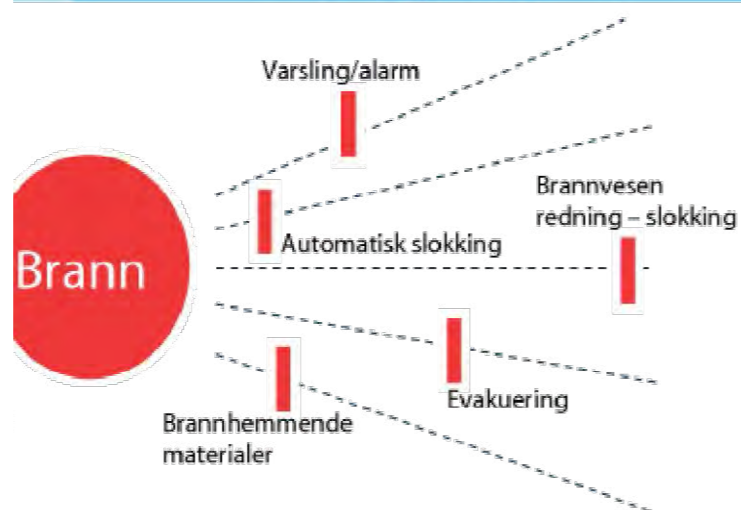 Varsling/alarm
Brannvesen
redning – slokking
Automatisk slokking
Brann
Evakuering
Brannhemmende
materialer